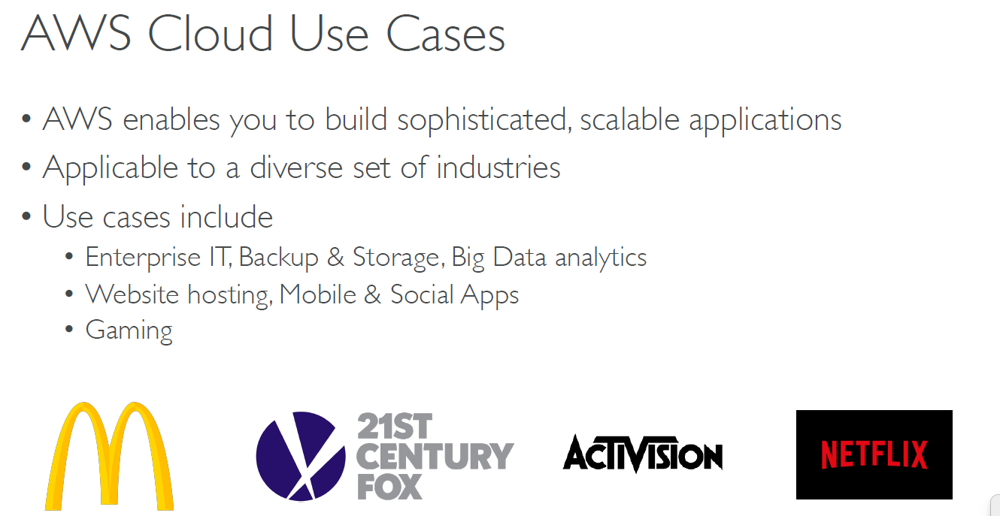 AWS Cloud Use Cases
• AWS enables you to build sophisticated, scalable applications
• Applicable to a diverse set of industries
• Use cases include
• Enterprise IT, Backup & Storage, Big Data analytics
• Website hosting, Mobile & Social Apps
• Gaming
21ST
CENTURY
FOX
ACTIVISION
NETFLIX